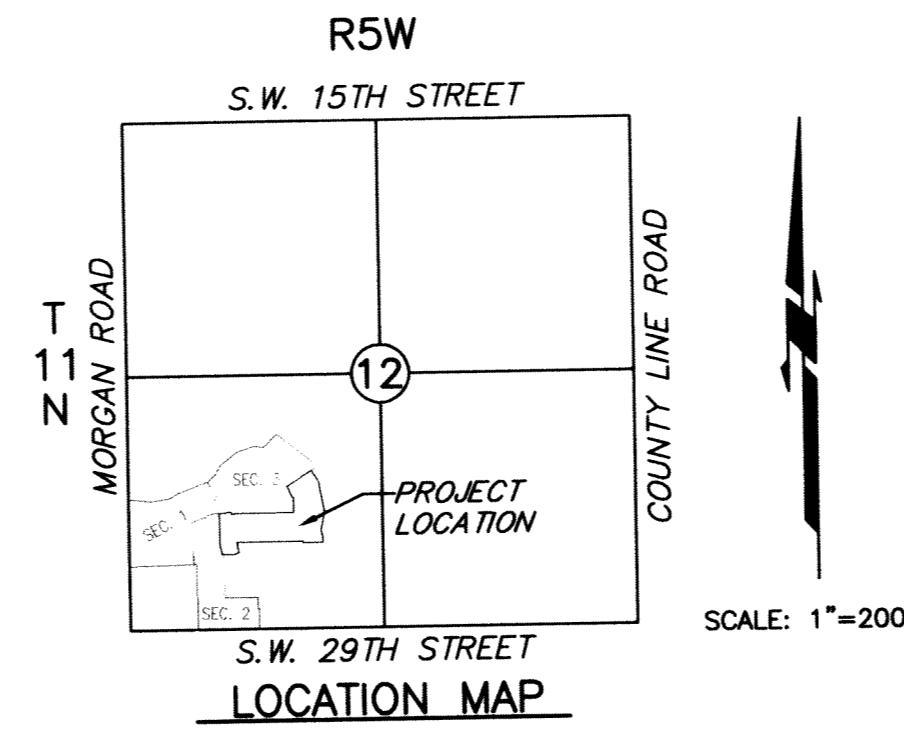 R5W
S.W. 15TH STREET
T
11
N
MORGAN ROAD
COUNTY LINE ROAD
12
SEC. 3
PROJECT
LOCATION
SEC. 1
SEC. 2
SCALE: 1"=200
S.W. 29TH STREET
LOCATION MAP